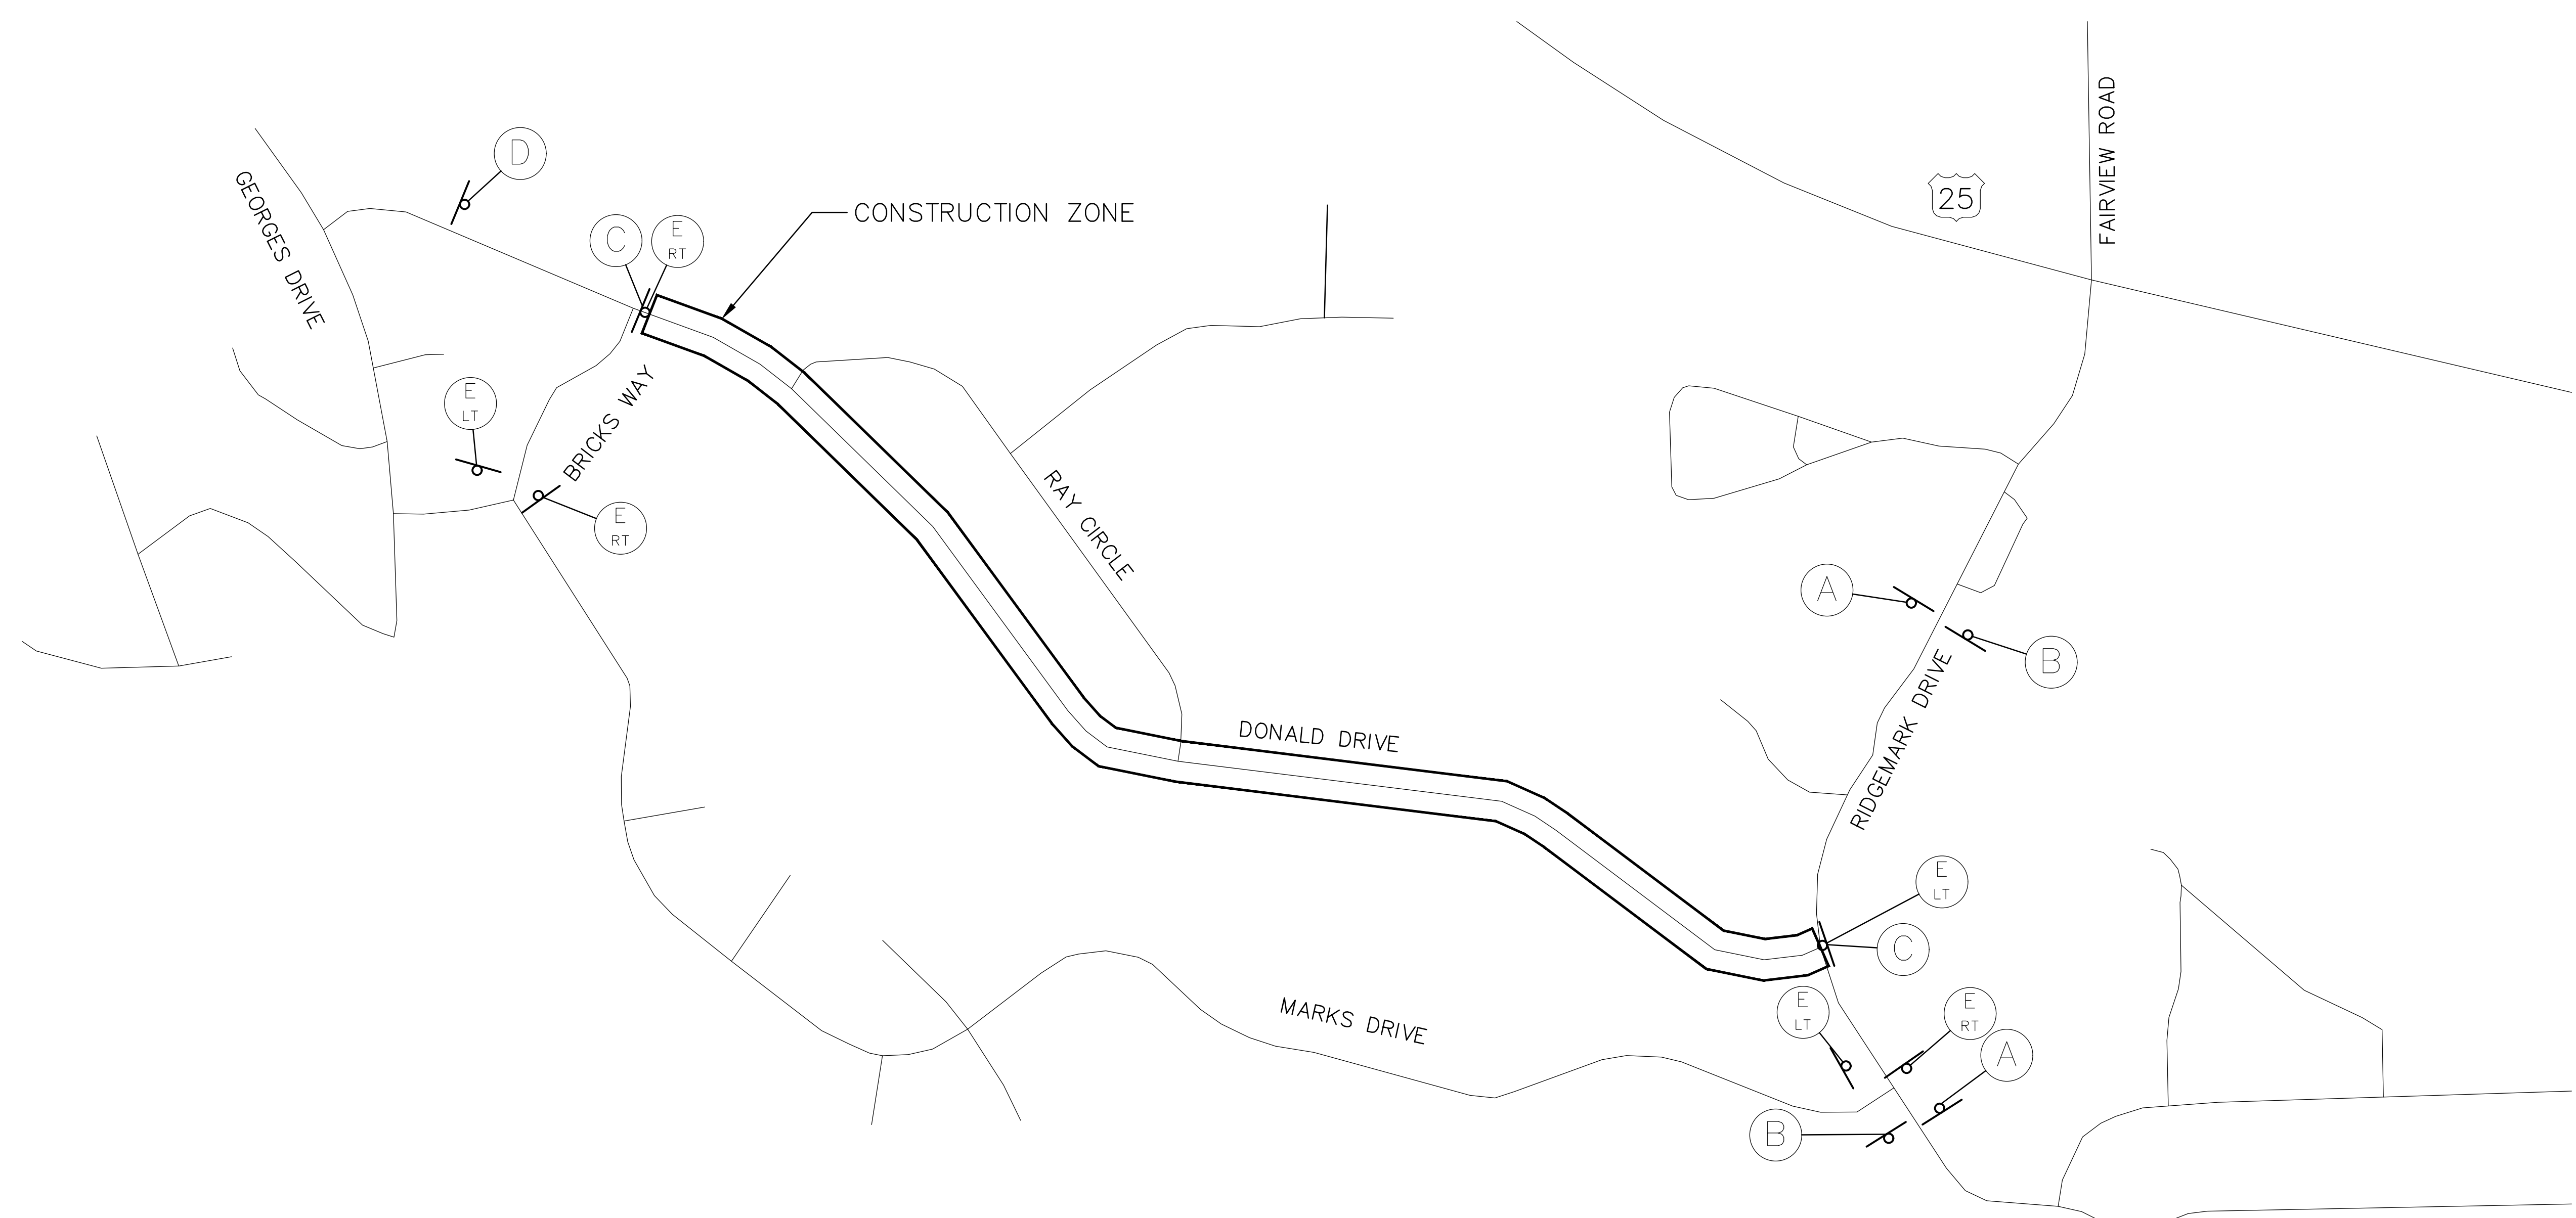 FAIRVIEW ROAD
D
25
GEORGES DRIVE
C
E
RT
CONSTRUCTION ZONE
E
LT
BRICKS WAY
E
RT
RAY CIRCLE
A
B
RIDGEMARK DRIVE
DONALD DRIVE
E
LT
C
MARKS DRIVE
E
LT
E
RT
A
B